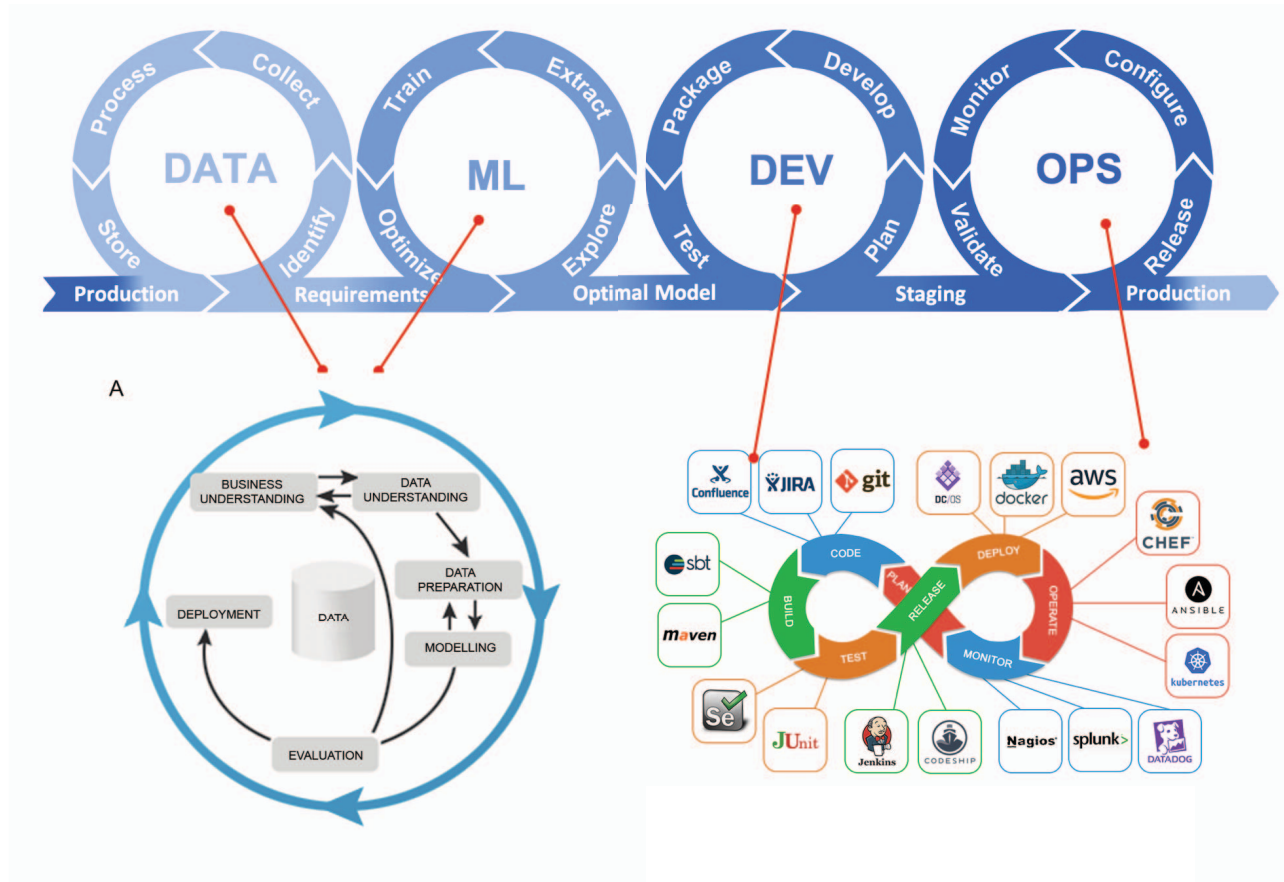 Process
Collect
Train
Extract
Package
Develop
Monitor
Configure
DATA
ML
DEV
OPS
Store
Identify
Optimize
Explore
Test
Plan
Validate
Release
Production
Requirements
Optimal Model
Staging
Production
A
BUSINESS
UNDERSTANDING
DATA
UNDERSTANDING
DATA
PREPARATION
DEPLOYMENT
DATA
MODELLING
EVALUATION
Confluence
JIRA
git
DC/OS
docker
aws
CHEF
sbt
CODE
PLAN
RELEASE
DEPLOY
BUILD
OPERATE
ANSIBLE
maven
TEST
MONITOR
kubernetes
Se
JUnit
Jenkins
CODESHIP
Nagios®
splunk>
DATADOG